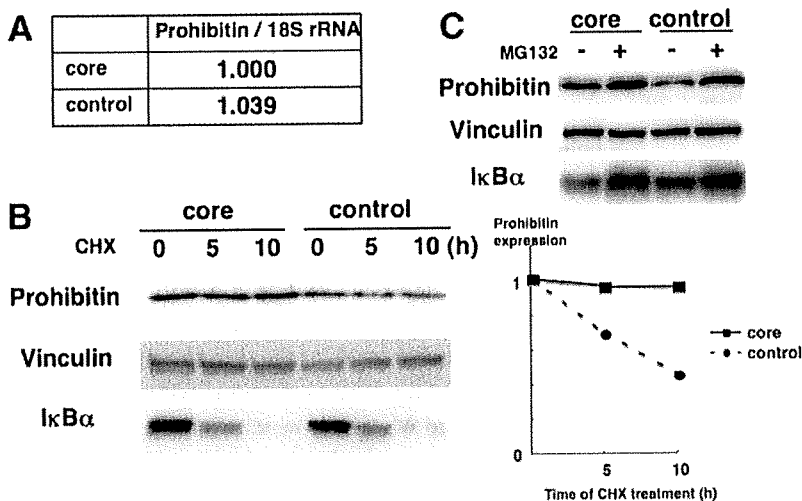 A
Prohibitin / 18S rRNA
core 1.000
control 1.039
B
core control
CHX 0 5 10 0 5 10 (h)
Prohibitin
Vinculin
IκBα
C
core control
MG132 - + - +
Prohibitin
Vinculin
IκBα
Prohibitin
expression
1
0
5 10
core
control
Time of CHX treatment (h)